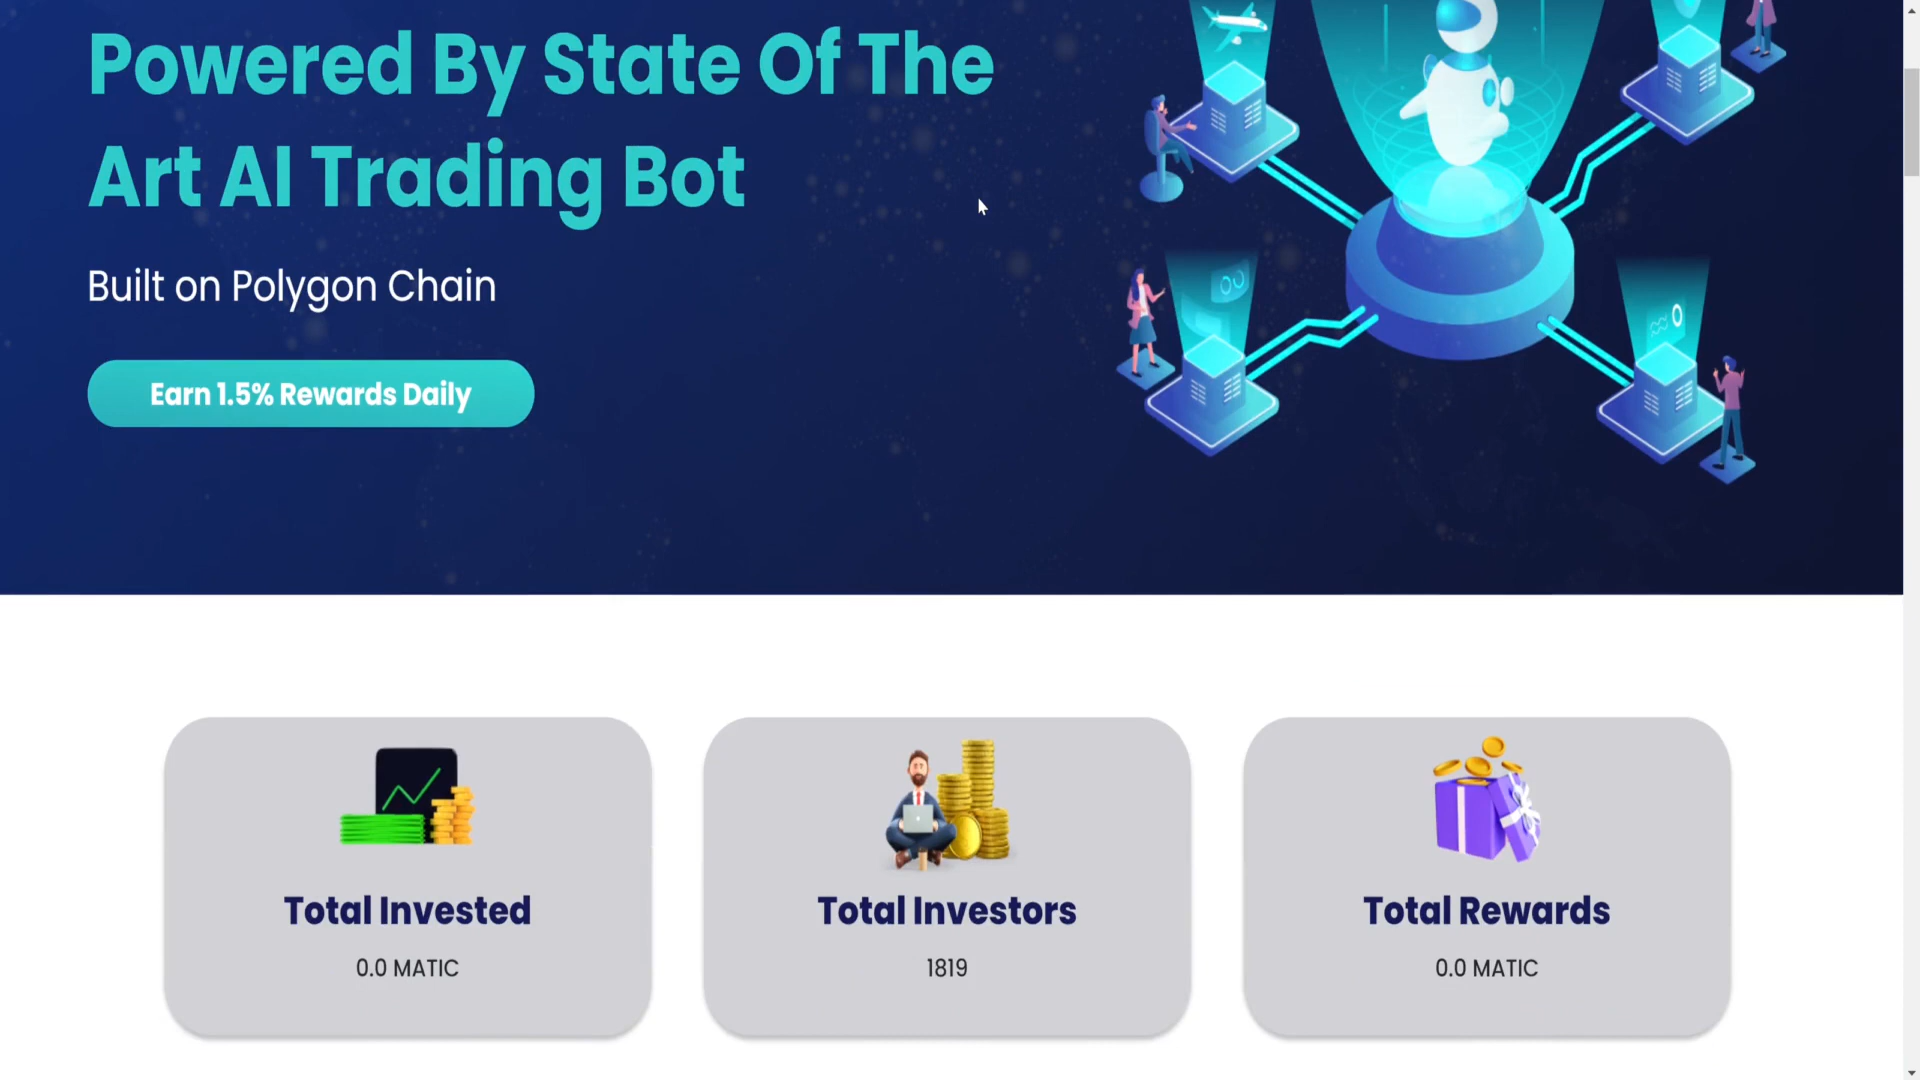 Powered By State Of The
Art AI Trading Bot
Built on Polygon Chain
Earn 1.5% Rewards Daily
Total Invested
0.0 MATIC
Total Investors
1819
Total Rewards
0.0 MATIC